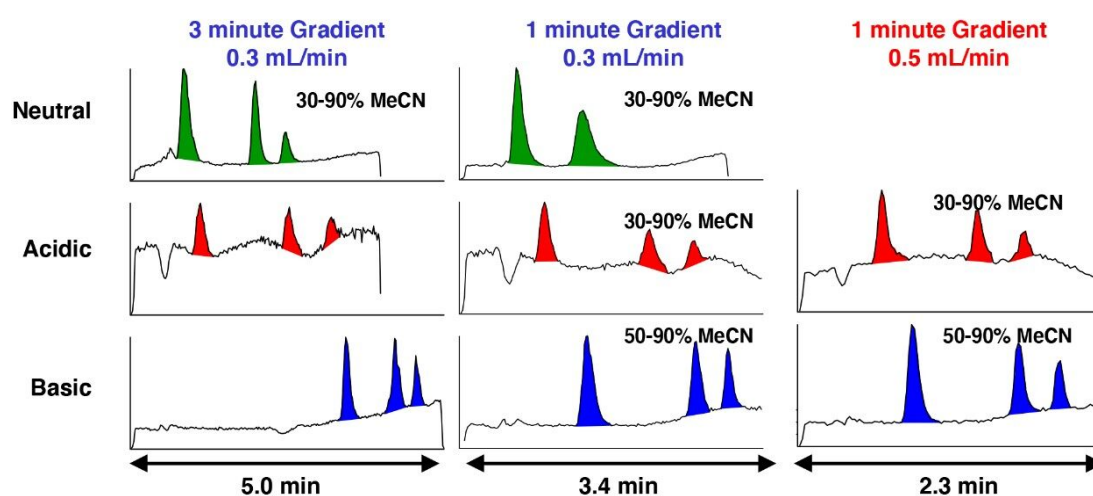 3 minute Gradient
0.3 mL/min
1 minute Gradient
0.3 mL/min
1 minute Gradient
0.5 mL/min
Neutral
30-90% MeCN
30-90% MeCN
Acidic
30-90% MeCN
30-90% MeCN
Basic
50-90% MeCN
50-90% MeCN
5.0 min
3.4 min
2.3 min